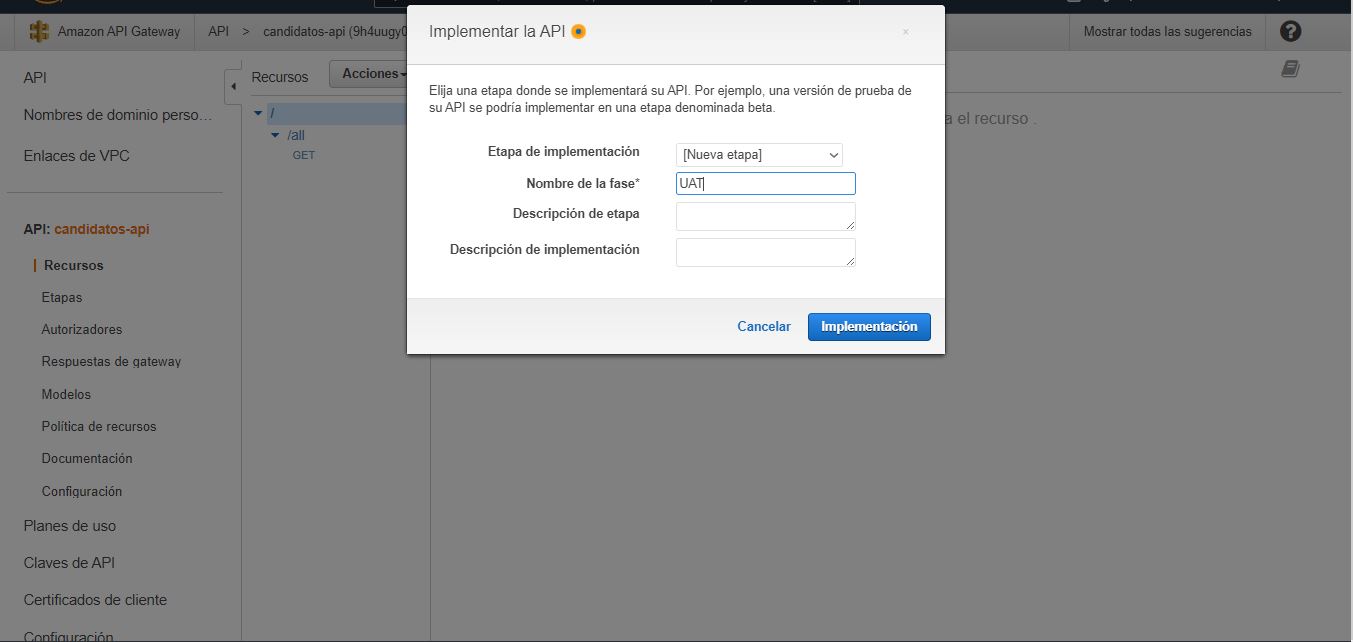 Amazon API Gateway
API > candidatos-api (9h4uugy0
Mostrar todas las sugerencias
?
API
Nombres de dominio perso...
Enlaces de VPC
API: candidatos-api
Recursos
Etapas
Autorizadores
Respuestas de gateway
Modelos
Política de recursos
Documentación
Configuración
Planes de uso
Claves de API
Certificados de cliente
Configuración
Recursos
Acciones
/
/all
GET
a el recurso .
Implementar la API
×
Elija una etapa donde se implementará su API. Por ejemplo, una versión de prueba de
su API se podría implementar en una etapa denominada beta.
Etapa de implementación [Nueva etapa]
Nombre de la fase* UAT
Descripción de etapa
Descripción de implementación
Cancelar Implementación